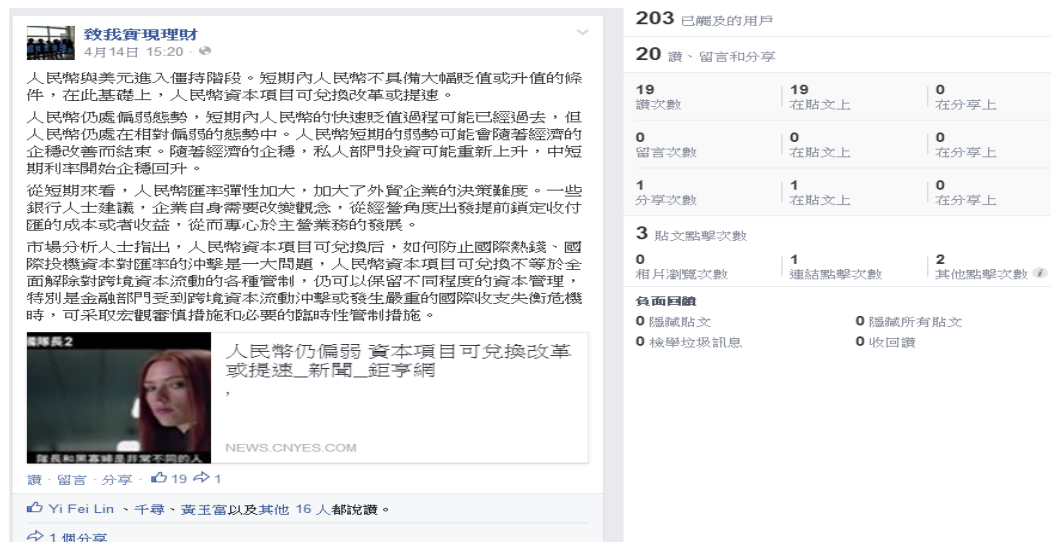 致我實現理財
4月14日 15:20
人民幣與美元進入僵持階段。短期內人民幣不具備大幅貶值或升值的條
件，在此基礎上，人民幣資本項目可兌換改革或提速。
人民幣仍處偏弱態勢，短期內人民幣的快速貶值過程可能已經過去，但
人民幣仍處在相對偏弱的態勢中。人民幣短期的弱勢可能會隨著經濟的
企穩改善而結束。隨著經濟的企穩，私人部門投資可能重新上升，中短
期利率開始企穩回升。
從短期來看，人民幣匯率彈性加大，加大了外貿企業的決策難度。一些
銀行人士建議，企業自身需要改變觀念，從經營角度出發提前鎖定收付
匯的成本或者收益，從而專心於主營業務的發展。
市場分析人士指出，人民幣資本項目可兌換后，如何防止國際熱錢、國
際投機資本對匯率的沖擊是一大問題，人民幣資本項目可兌換不等於全
面解除對跨境資本流動的各種管制，仍可以保留不同程度的資本管理，
特別是金融部門受到跨境資本流動沖擊或發生嚴重的國際收支失衡危機
時，可采取宏觀審慎措施和必要的臨時性管制措施。
國隊長2
隊長和黑寡婦是非常不同的人
人民幣仍偏弱 資本項目可兌換改革
或提速_新聞_鉅亨網
，
NEWS.CNYES.COM
讚 · 留言 · 分享 · 19 1
Yi Fei Lin 、千尋、黃玉富以及其他 16 人都說讚。
1 個分享
203 已觸及的用戶
20 讚、留言和分享
19 19 0
讚次數 在貼文上 在分享上
0 0 0
留言次數 在貼文上 在分享上
1 1 0
分享次數 在貼文上 在分享上
3 貼文點擊次數
0 1 2
相片瀏覽次數 連結點擊次數 其他點擊次數
負面回饋
0 隱藏貼文 0 隱藏所有貼文
0 檢舉垃圾訊息 0 收回讚